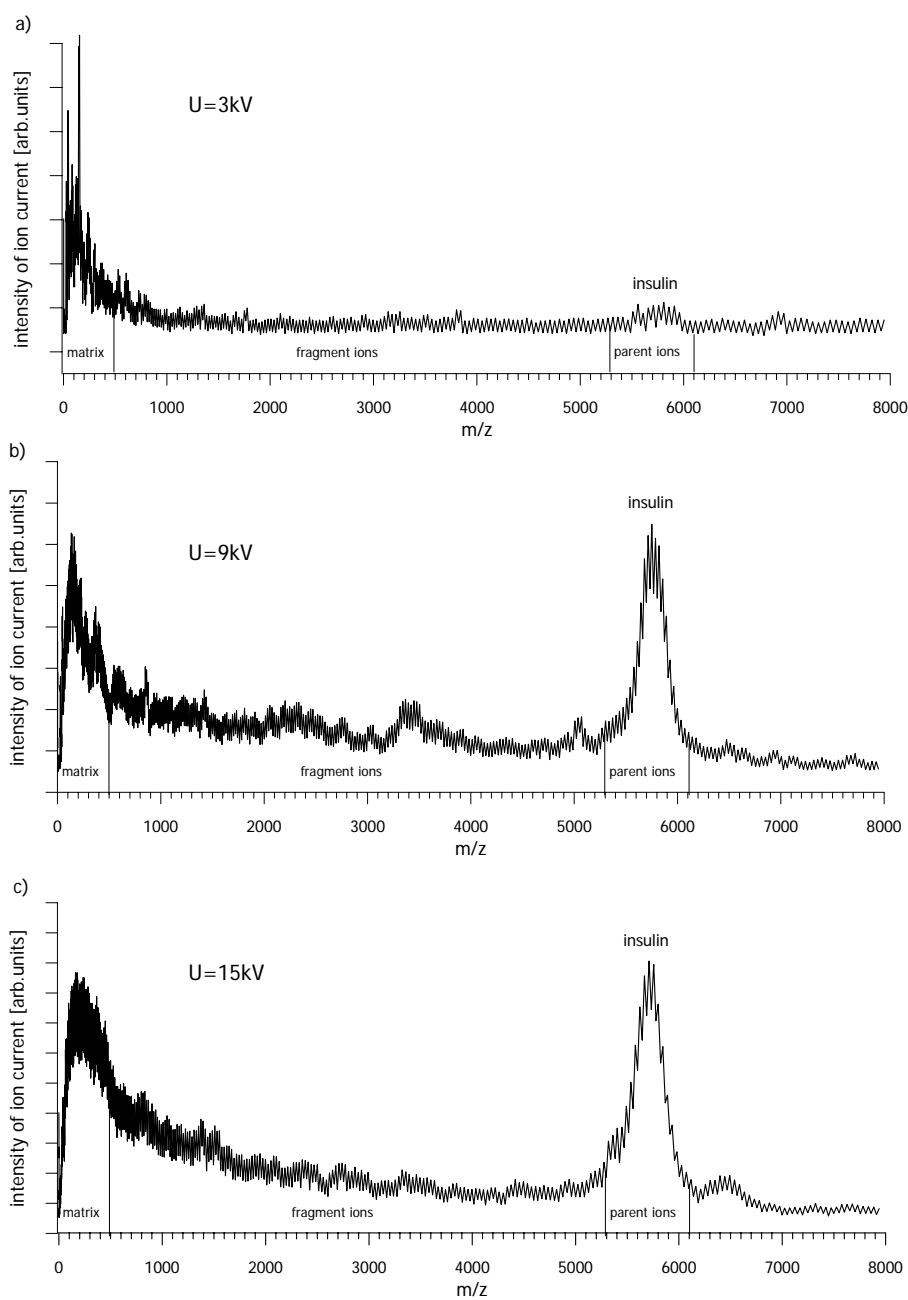 a)
intensity of ion current [arb.units]
U=3kV
insulin
matrix fragment ions parent ions
0 1000 2000 3000 4000 5000 6000 7000 8000
m/z
b)
intensity of ion current [arb.units]
insulin
U=9kV
matrix fragment ions parent ions
0 1000 2000 3000 4000 5000 6000 7000 8000
m/z
c)
intensity of ion current [arb.units]
insulin
U=15kV
matrix fragment ions parent ions
0 1000 2000 3000 4000 5000 6000 7000 8000
m/z